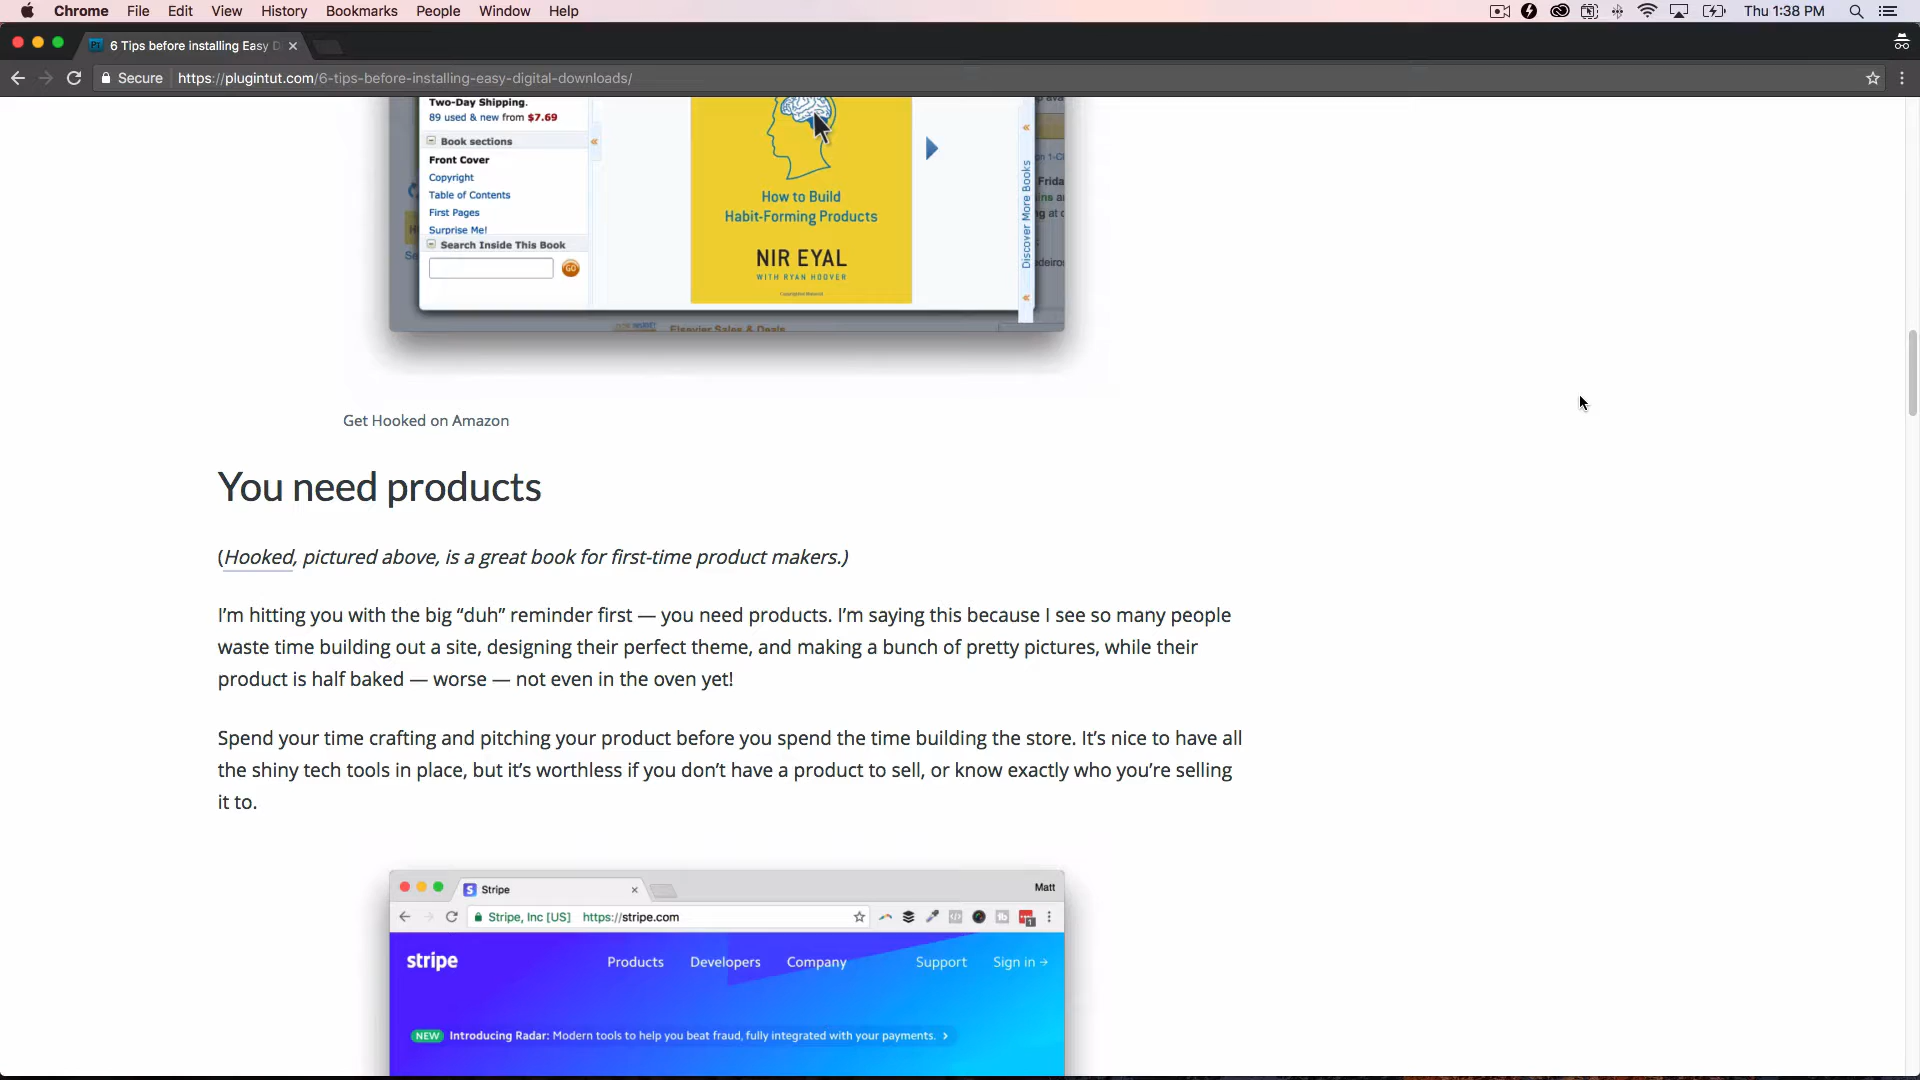 Chrome File Edit View History Bookmarks People Window Help Thu 1:38 PM
6 Tips before installing Easy D
Secure https://plugintut.com/6-tips-before-installing-easy-digital-downloads/
Two-Day Shipping.
89 used & new from $7.69
Book sections
Front Cover
Copyright
Table of Contents
First Pages
Surprise Me!
Search Inside This Book
GO
How to Build
Habit-Forming Products
NIR EYAL
WITH RYAN HOOVER
Discover More Books
Elsevier Sales & Deals
Get Hooked on Amazon
You need products
(Hooked, pictured above, is a great book for first-time product makers.)
I’m hitting you with the big “duh” reminder first — you need products. I’m saying this because I see so many people
waste time building out a site, designing their perfect theme, and making a bunch of pretty pictures, while their
product is half baked — worse — not even in the oven yet!
Spend your time crafting and pitching your product before you spend the time building the store. It’s nice to have all
the shiny tech tools in place, but it’s worthless if you don’t have a product to sell, or know exactly who you’re selling
it to.
Stripe Matt
Stripe, Inc [US] https://stripe.com
stripe Products Developers Company Support Sign in
NEW Introducing Radar: Modern tools to help you beat fraud, fully integrated with your payments.